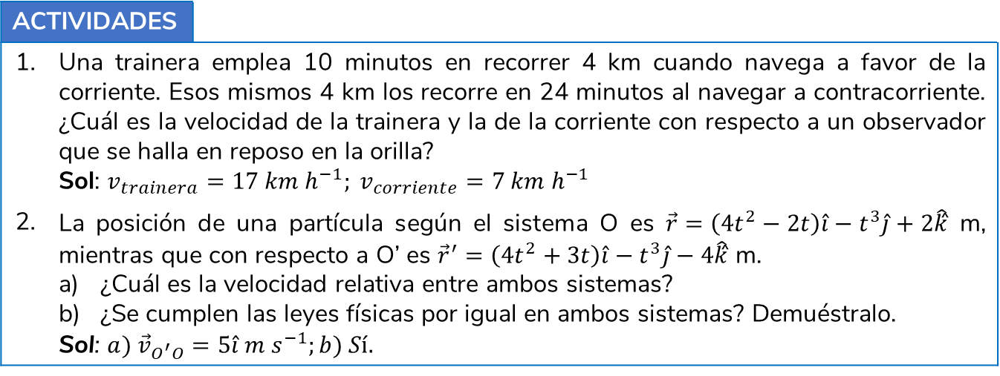 ACTIVIDADES
1. Una trainera emplea 10 minutos en recorrer 4 km cuando navega a favor de la
corriente. Esos mismos 4 km los recorre en 24 minutos al navegar a contracorriente.
¿Cuál es la velocidad de la trainera y la de la corriente con respecto a un observador
que se halla en reposo en la orilla?
Sol: $v_{trainera} = 17\ km\ h^{-1}$; $v_{corriente} = 7\ km\ h^{-1}$
2. La posición de una partícula según el sistema O es $\vec{r} = (4t^2 - 2t)\hat{\imath} - t^3\hat{\jmath} + 2\hat{k}$ m,
mientras que con respecto a O’ es $\vec{r}\,' = (4t^2 + 3t)\hat{\imath} - t^3\hat{\jmath} - 4\hat{k}$ m.
a) ¿Cuál es la velocidad relativa entre ambos sistemas?
b) ¿Se cumplen las leyes físicas por igual en ambos sistemas? Demuéstralo.
Sol: $a)\ \vec{v}_{O'O} = 5\hat{\imath}\ m\ s^{-1}; b)\ Sí.$